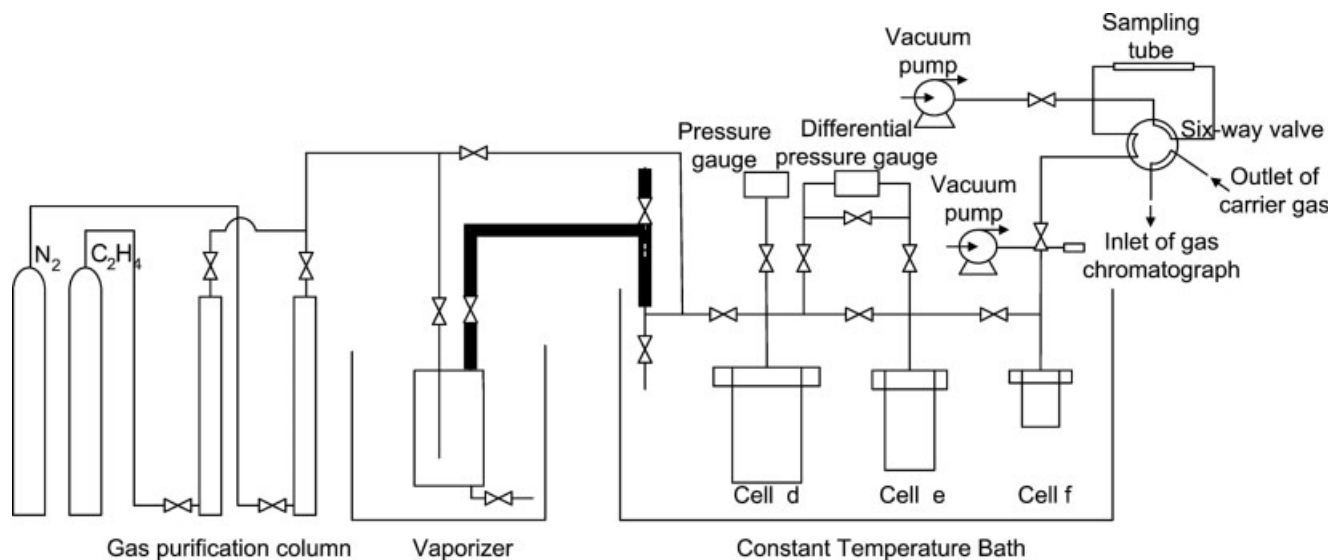 Sampling
tube
Vacuum
pump
Pressure
gauge
Differential
pressure gauge
Six-way valve
Vacuum
pump
Outlet of
carrier gas
Inlet of gas
chromatograph
N2
C2H4
Cell d
Cell e
Cell f
Gas purification column
Vaporizer
Constant Temperature Bath